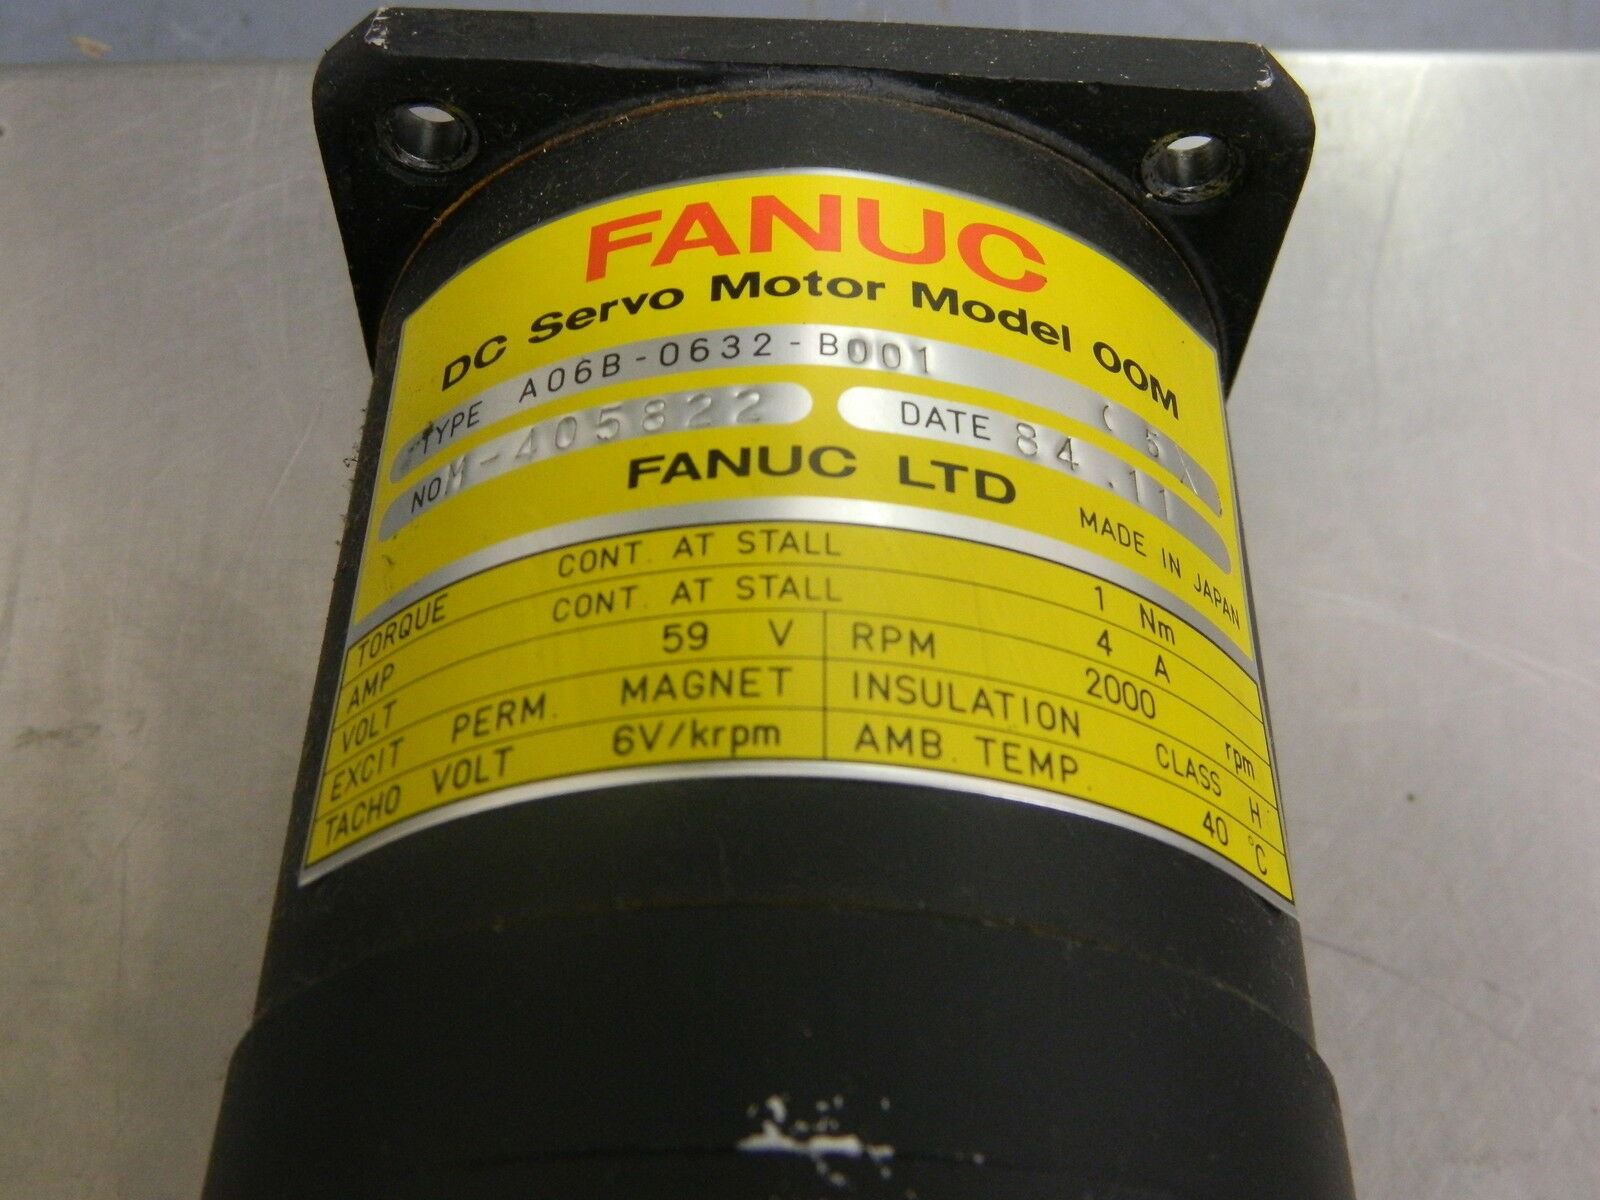 FANUC
DC Servo Motor Model 00M
TYPE A06B-0632-B001
NO. M-405822 DATE 84.11
FANUC LTD MADE IN JAPAN
TORQUE CONT. AT STALL 1 Nm
AMP CONT. AT STALL 4 A
VOLT 59 V RPM 2000 rpm
EXCIT PERM. MAGNET INSULATION CLASS H
TACHO VOLT 6V/krpm AMB. TEMP 40 °C